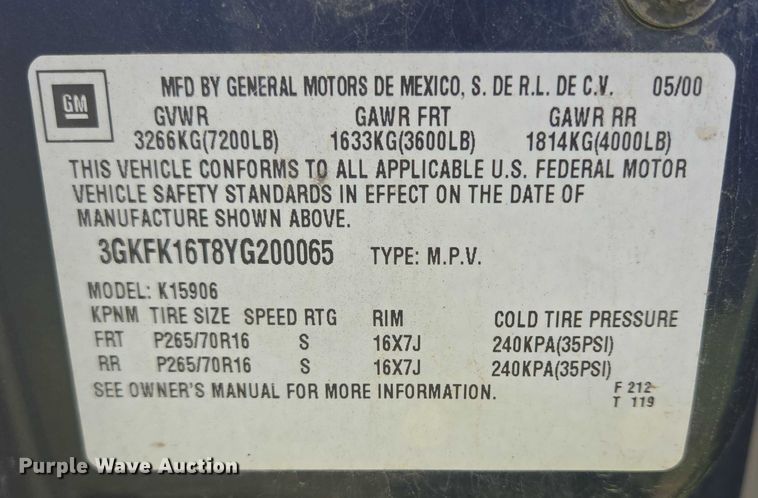 GM
MFD BY GENERAL MOTORS DE MEXICO, S. DE R.L. DE C.V. 05/00
GVWR GAWR FRT GAWR RR
3266KG(7200LB) 1633KG(3600LB) 1814KG(4000LB)
THIS VEHICLE CONFORMS TO ALL APPLICABLE U.S. FEDERAL MOTOR
VEHICLE SAFETY STANDARDS IN EFFECT ON THE DATE OF
MANUFACTURE SHOWN ABOVE.
3GKFK16T8YG200065 TYPE: M.P.V.
MODEL: K15906
KPNM TIRE SIZE SPEED RTG RIM COLD TIRE PRESSURE
FRT P265/70R16 S 16X7J 240KPA(35PSI)
RR P265/70R16 S 16X7J 240KPA(35PSI)
SEE OWNER'S MANUAL FOR MORE INFORMATION. F 212
T 119
Purple Wave Auction